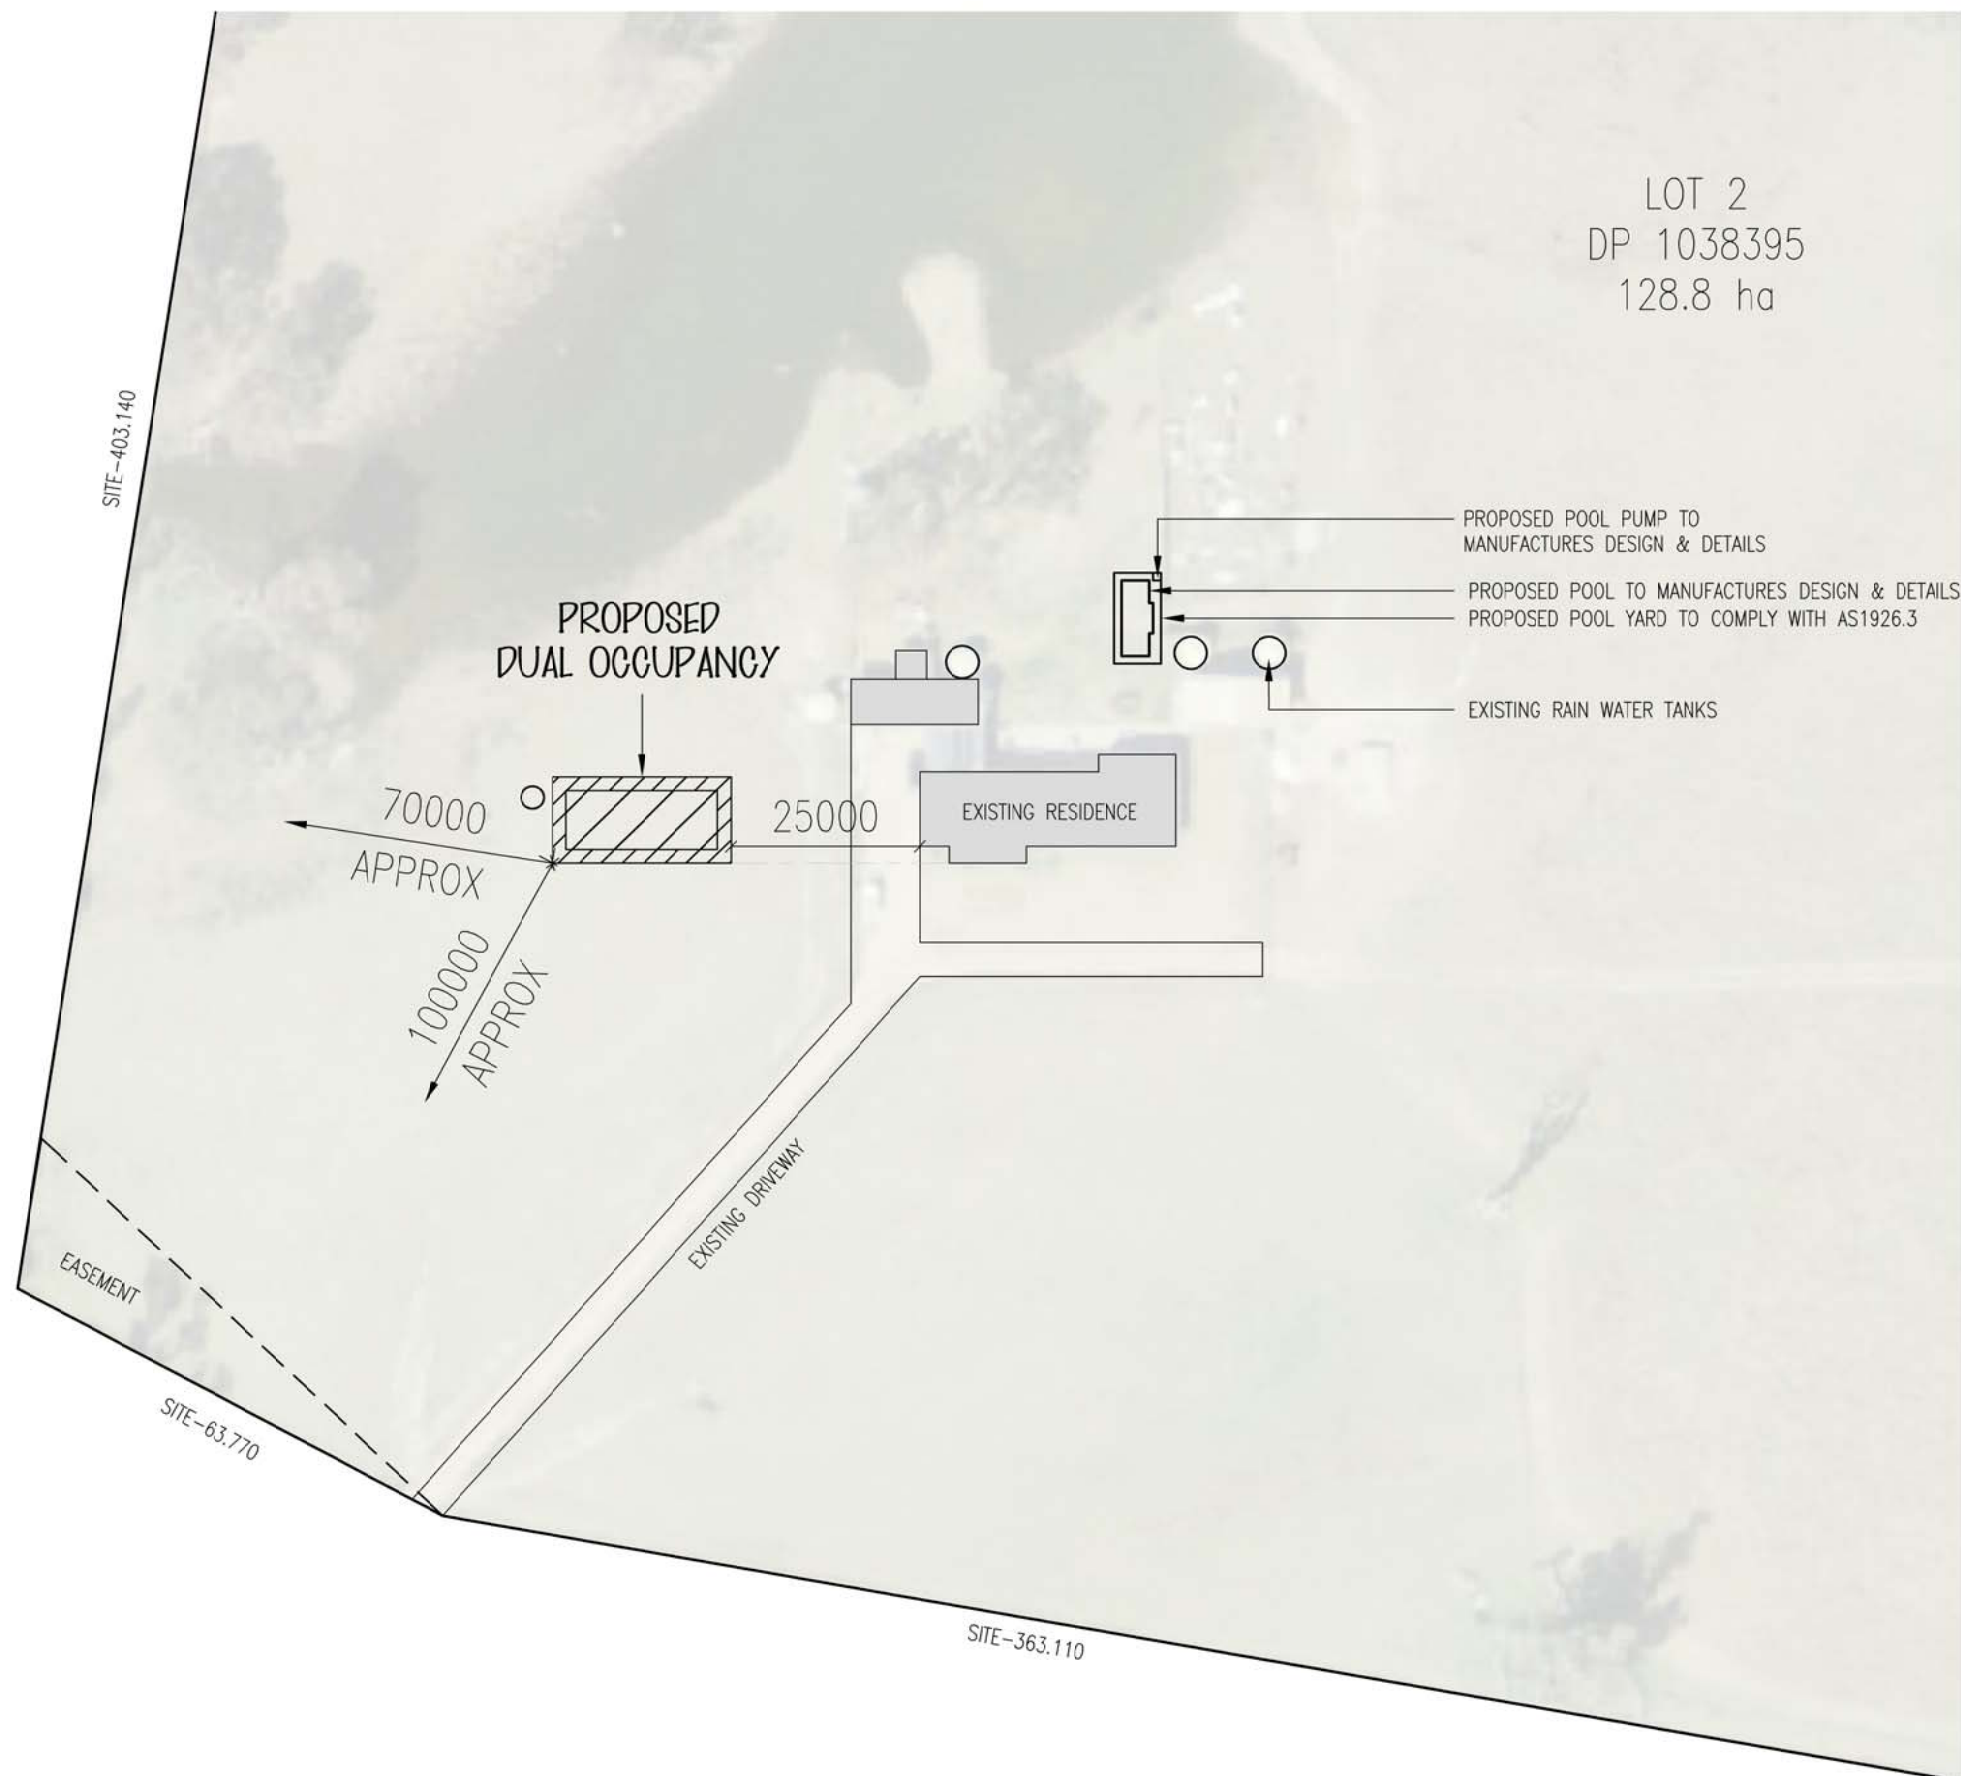 LOT 2
DP 1038395
128.8 ha
SITE-403.140
PROPOSED POOL PUMP TO
MANUFACTURES DESIGN & DETAILS
PROPOSED POOL TO MANUFACTURES DESIGN & DETAILS
PROPOSED POOL YARD TO COMPLY WITH AS1926.3
PROPOSED
DUAL OCCUPANCY
EXISTING RAIN WATER TANKS
70000
APPROX
25000
EXISTING RESIDENCE
100000
APPROX
EXISTING DRIVEWAY
EASEMENT
SITE-63.770
SITE-363.110